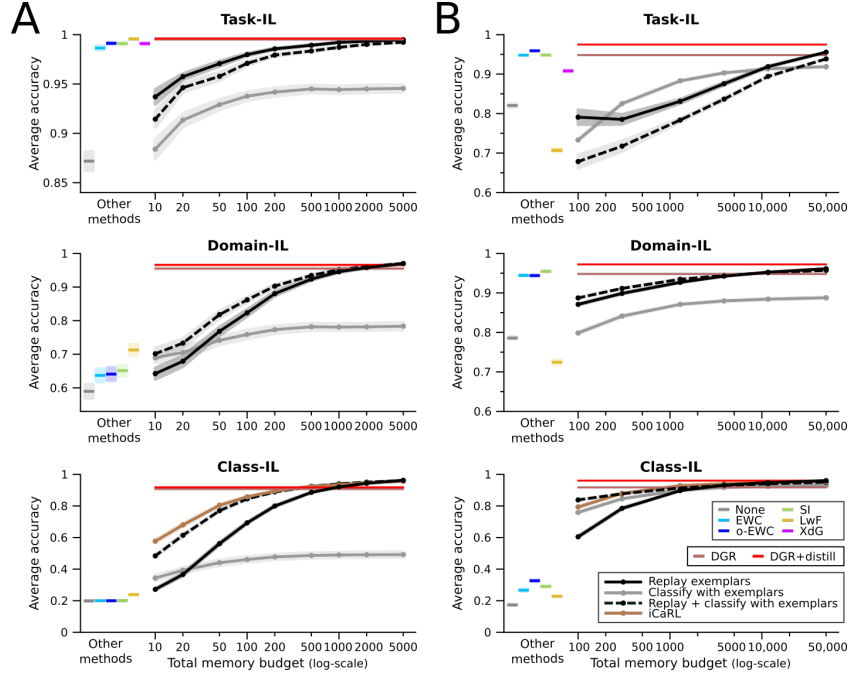 A
B
Task-IL
Average accuracy
1
0.95
0.9
0.85
Other
methods
10 20 50 100 200 500 1000 2000 5000
Task-IL
Average accuracy
1
0.9
0.8
0.7
0.6
Other
methods
100 200 500 1000 5000 10,000 50,000
Domain-IL
Average accuracy
1
0.9
0.8
0.7
0.6
Other
methods
10 20 50 100 200 500 1000 2000 5000
Domain-IL
Average accuracy
1
0.9
0.8
0.7
0.6
Other
methods
100 200 500 1000 5000 10,000 50,000
Class-IL
Average accuracy
1
0.8
0.6
0.4
0.2
0
Other
methods
10 20 50 100 200 500 1000 2000 5000
Total memory budget (log-scale)
Class-IL
Average accuracy
1
0.8
0.6
0.4
0.2
0
None
EWC
o-EWC
SI
LwF
XdG
DGR
DGR+distill
Replay exemplars
Classify with exemplars
Replay + classify with exemplars
iCaRL
Other
methods
100 200 500 1000 5000 10,000 50,000
Total memory budget (log-scale)